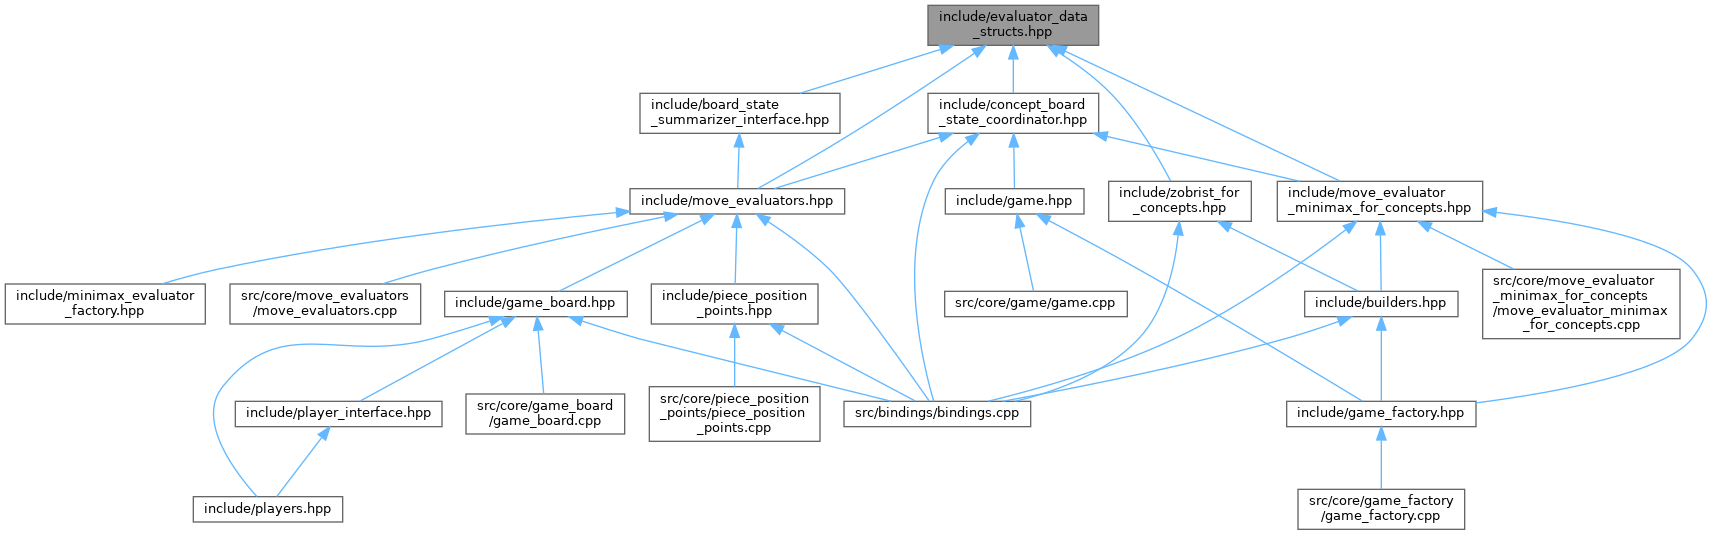 include/evaluator_data
_structs.hpp
include/board_state
_summarizer_interface.hpp
include/concept_board
_state_coordinator.hpp
include/move_evaluators.hpp
include/game.hpp
include/zobrist_for
_concepts.hpp
include/move_evaluator
_minimax_for_concepts.hpp
include/minimax_evaluator
_factory.hpp
src/core/move_evaluators
/move_evaluators.cpp
include/game_board.hpp
include/piece_position
_points.hpp
src/core/game/game.cpp
include/builders.hpp
src/core/move_evaluator
_minimax_for_concepts
/move_evaluator_minimax
_for_concepts.cpp
include/player_interface.hpp
src/core/game_board
/game_board.cpp
src/core/piece_position
_points/piece_position
_points.cpp
src/bindings/bindings.cpp
include/game_factory.hpp
include/players.hpp
src/core/game_factory
/game_factory.cpp